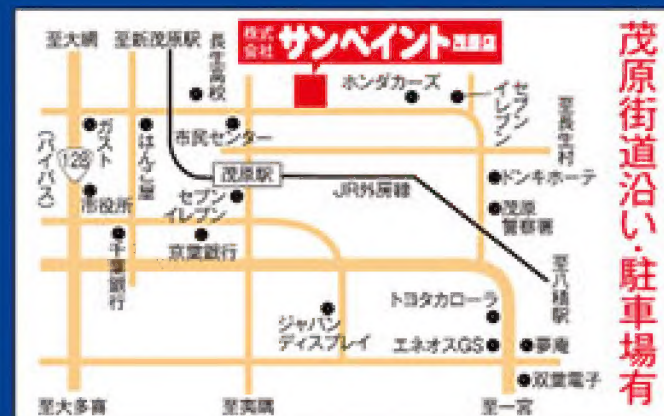 株式会社 サンペイント 茂原店
茂原街道沿い・駐車場有
至大網
至新茂原駅
長生高校
ホンダカーズ
セブンイレブン
至長生村
ガスト
はんこ屋
市民センター
128
(バイパス)
茂原駅
JR外房線
ドンキホーテ
市役所
セブンイレブン
茂原警察署
千葉銀行
京葉銀行
至八積駅
トヨタカローラ
ジャパンディスプレイ
エネオスGS
夢庵
双葉電子
至大多喜
至夷隅
至一宮